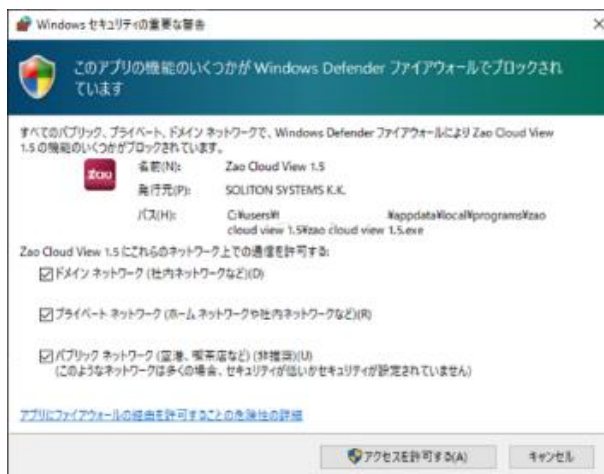 Windows セキュリティの重要な警告
このアプリの機能のいくつかが Windows Defender ファイアウォールでブロックされ
ています
すべてのパブリック、プライベート、ドメイン ネットワークで、Windows Defender ファイアウォールにより Zao Cloud View
1.5 の機能のいくつかがブロックされています。
zao
名前(N): Zao Cloud View 1.5
発行元(P): SOLITON SYSTEMS K.K.
パス(H): C:¥users¥ ¥appdata¥local¥programs¥zao
cloud view 1.5¥zao cloud view 1.5.exe
Zao Cloud View 1.5 にこれらのネットワーク上での通信を許可する:
ドメイン ネットワーク (社内ネットワークなど)(D)
プライベート ネットワーク (ホーム ネットワークや社内ネットワークなど)(R)
パブリック ネットワーク (空港、喫茶店など) (非推奨)(U)
(このようなネットワークは多くの場合、セキュリティが低いかセキュリティが設定されていません)
アプリにファイアウォールの経由を許可することの危険性の詳細
アクセスを許可する(A) キャンセル